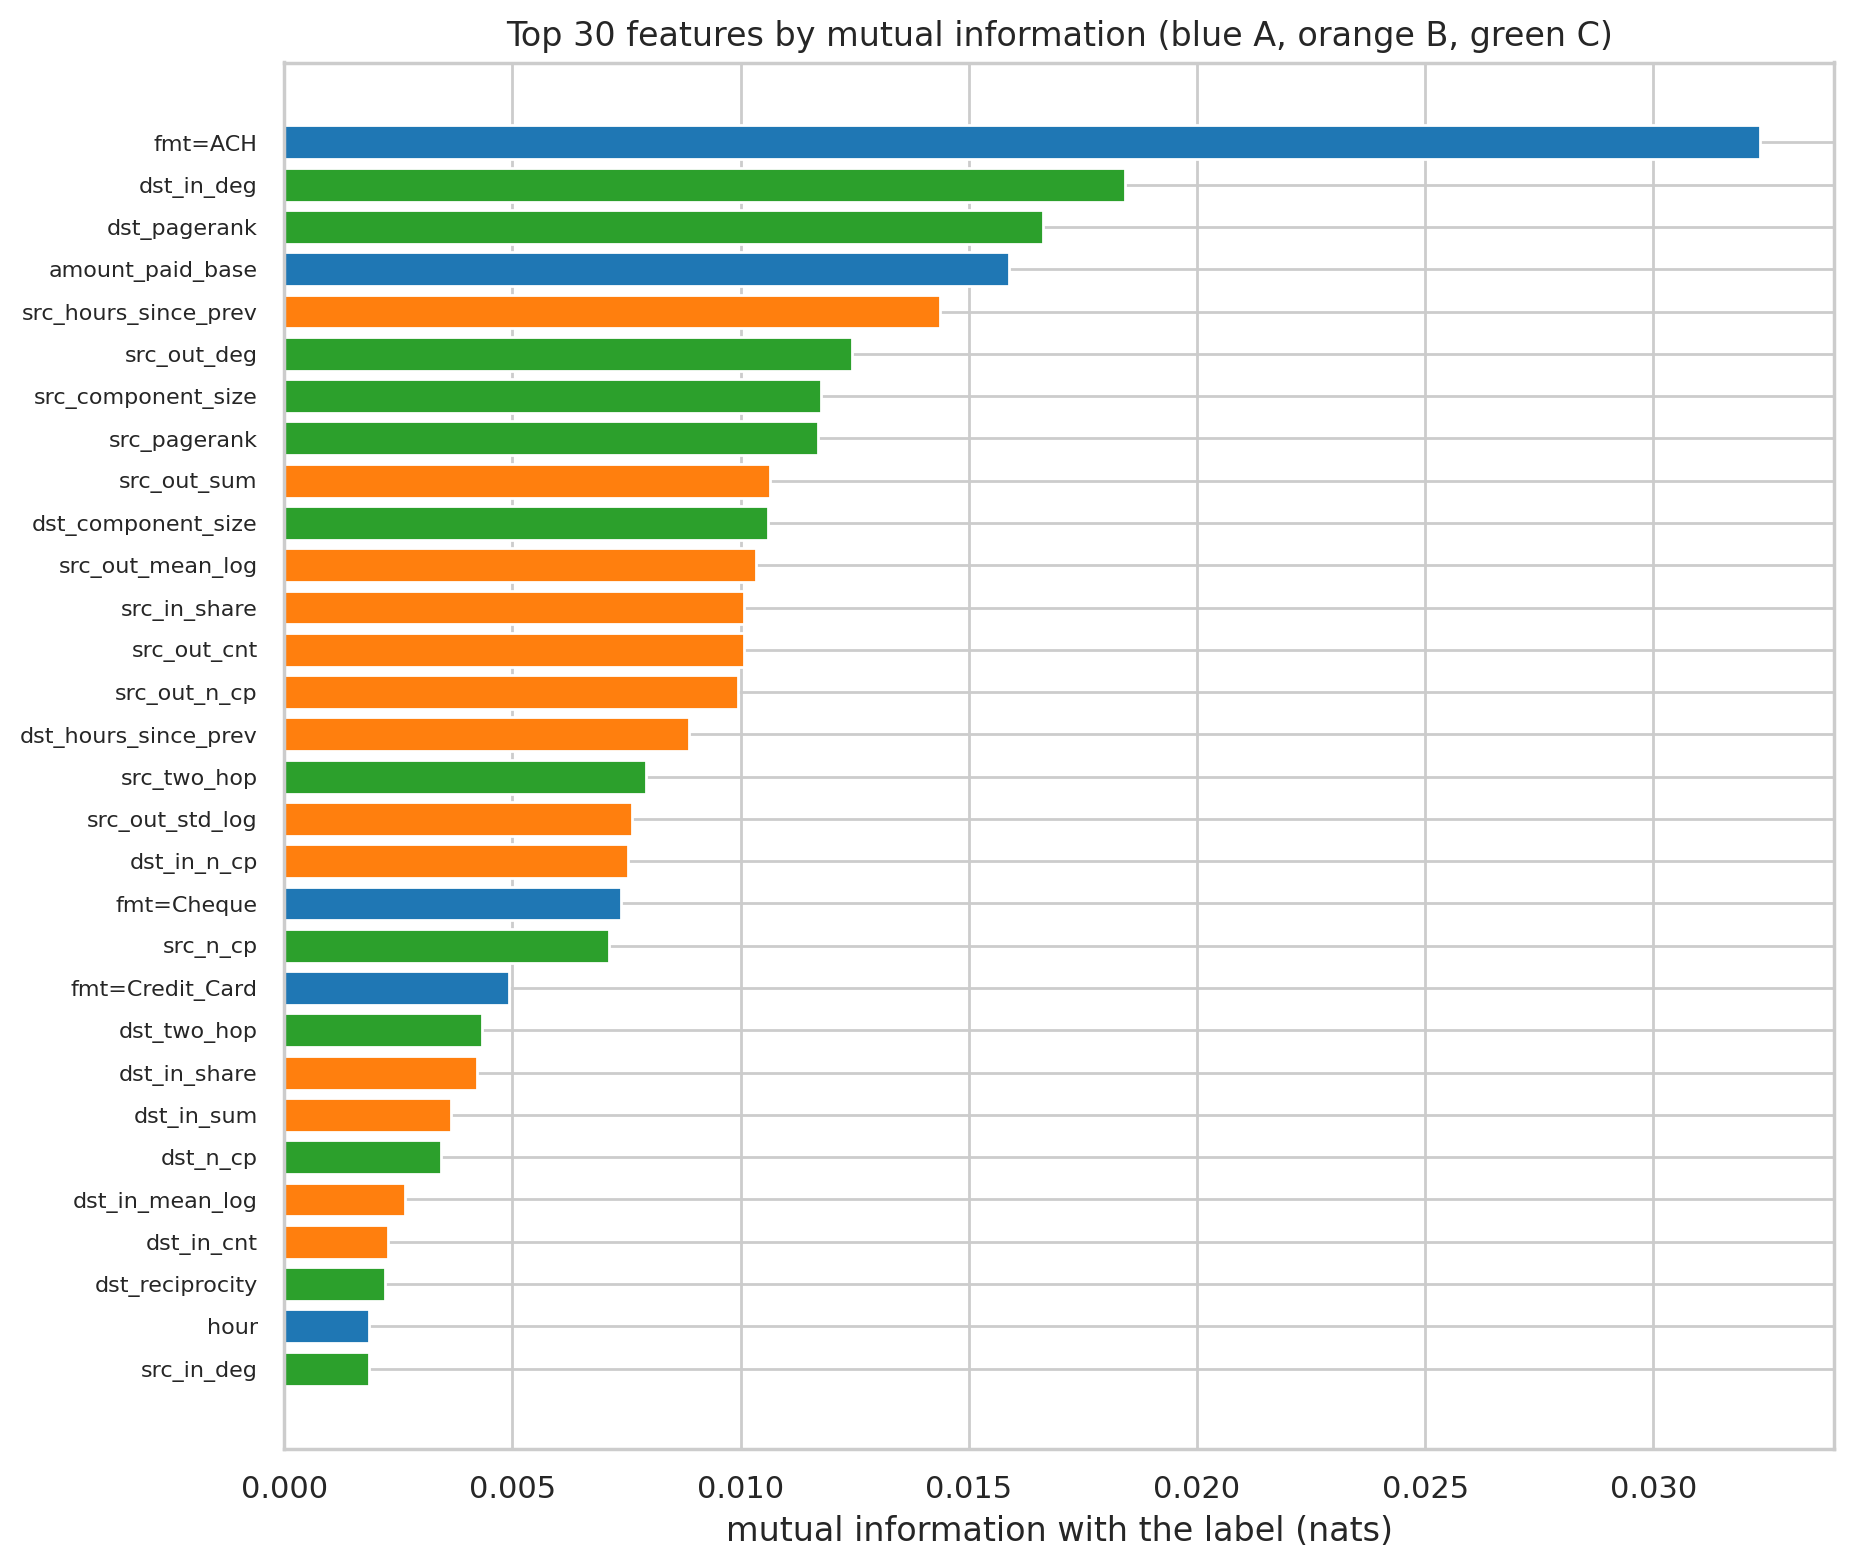 Top 30 features by mutual information (blue A, orange B, green C)
fmt=ACH
dst_in_deg
dst_pagerank
amount_paid_base
src_hours_since_prev
src_out_deg
src_component_size
src_pagerank
src_out_sum
dst_component_size
src_out_mean_log
src_in_share
src_out_cnt
src_out_n_cp
dst_hours_since_prev
src_two_hop
src_out_std_log
dst_in_n_cp
fmt=Cheque
src_n_cp
fmt=Credit_Card
dst_two_hop
dst_in_share
dst_in_sum
dst_n_cp
dst_in_mean_log
dst_in_cnt
dst_reciprocity
hour
src_in_deg
0.000 0.005 0.010 0.015 0.020 0.025 0.030
mutual information with the label (nats)